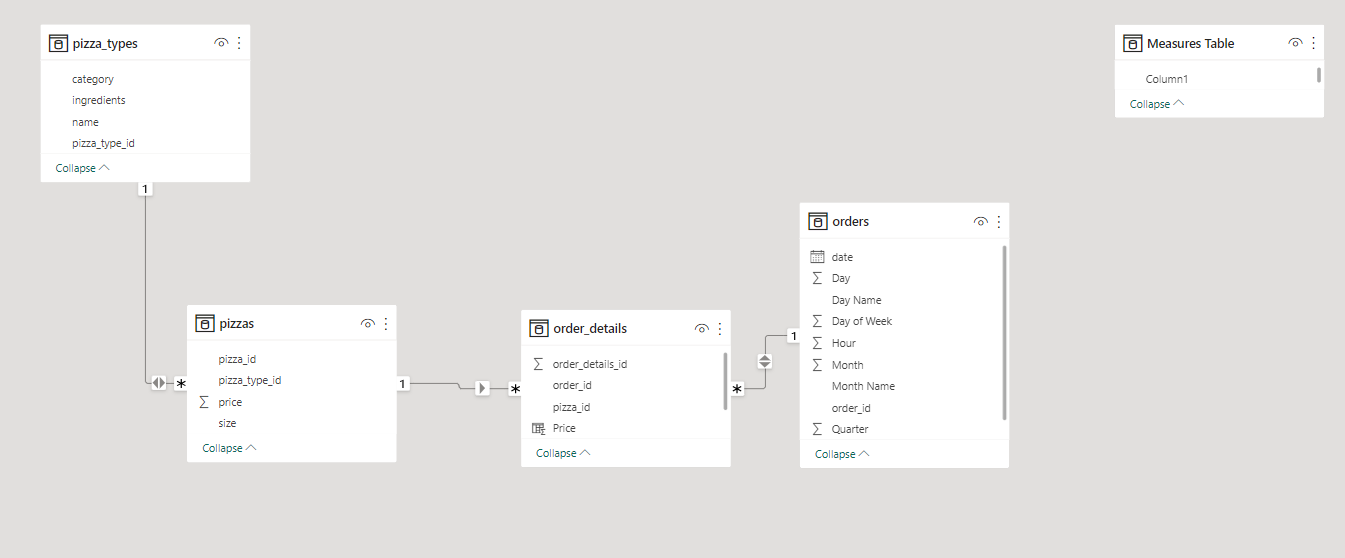 pizza_types
category
ingredients
name
pizza_type_id
Collapse
1
Measures Table
Column1
Collapse
pizzas
pizza_id
pizza_type_id
price
size
Collapse
*
1
order_details
order_details_id
order_id
pizza_id
Price
Collapse
*
*
1
orders
date
Day
Day Name
Day of Week
Hour
Month
Month Name
order_id
Quarter
Collapse